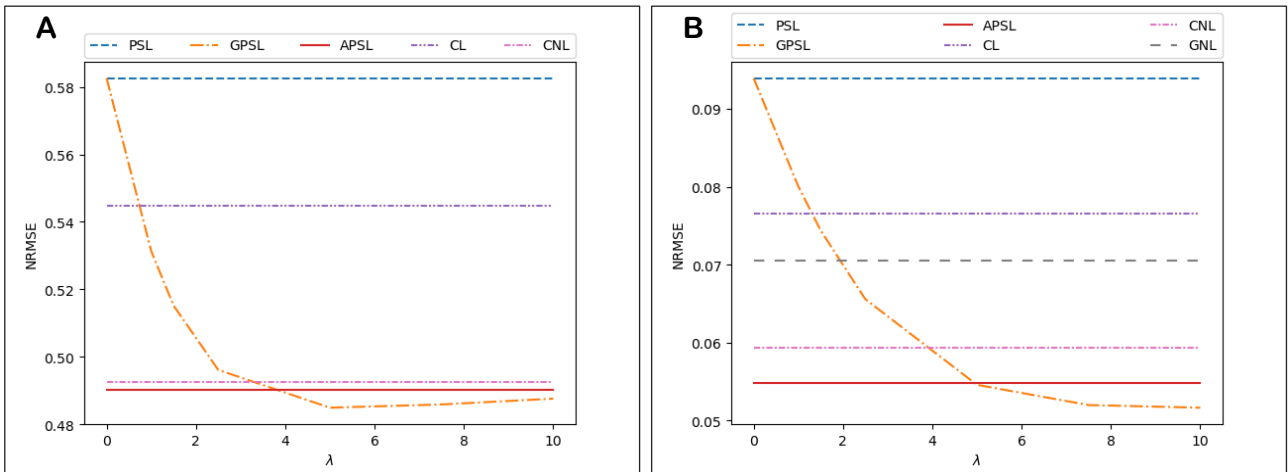 A
PSL GPSL APSL CL CNL
0.58
0.56
0.54
0.52
0.50
0.48
NRMSE
0 2 4 6 8 10
λ
B
PSL APSL CNL
GPSL CL GNL
0.09
0.08
0.07
0.06
0.05
NRMSE
0 2 4 6 8 10
λ